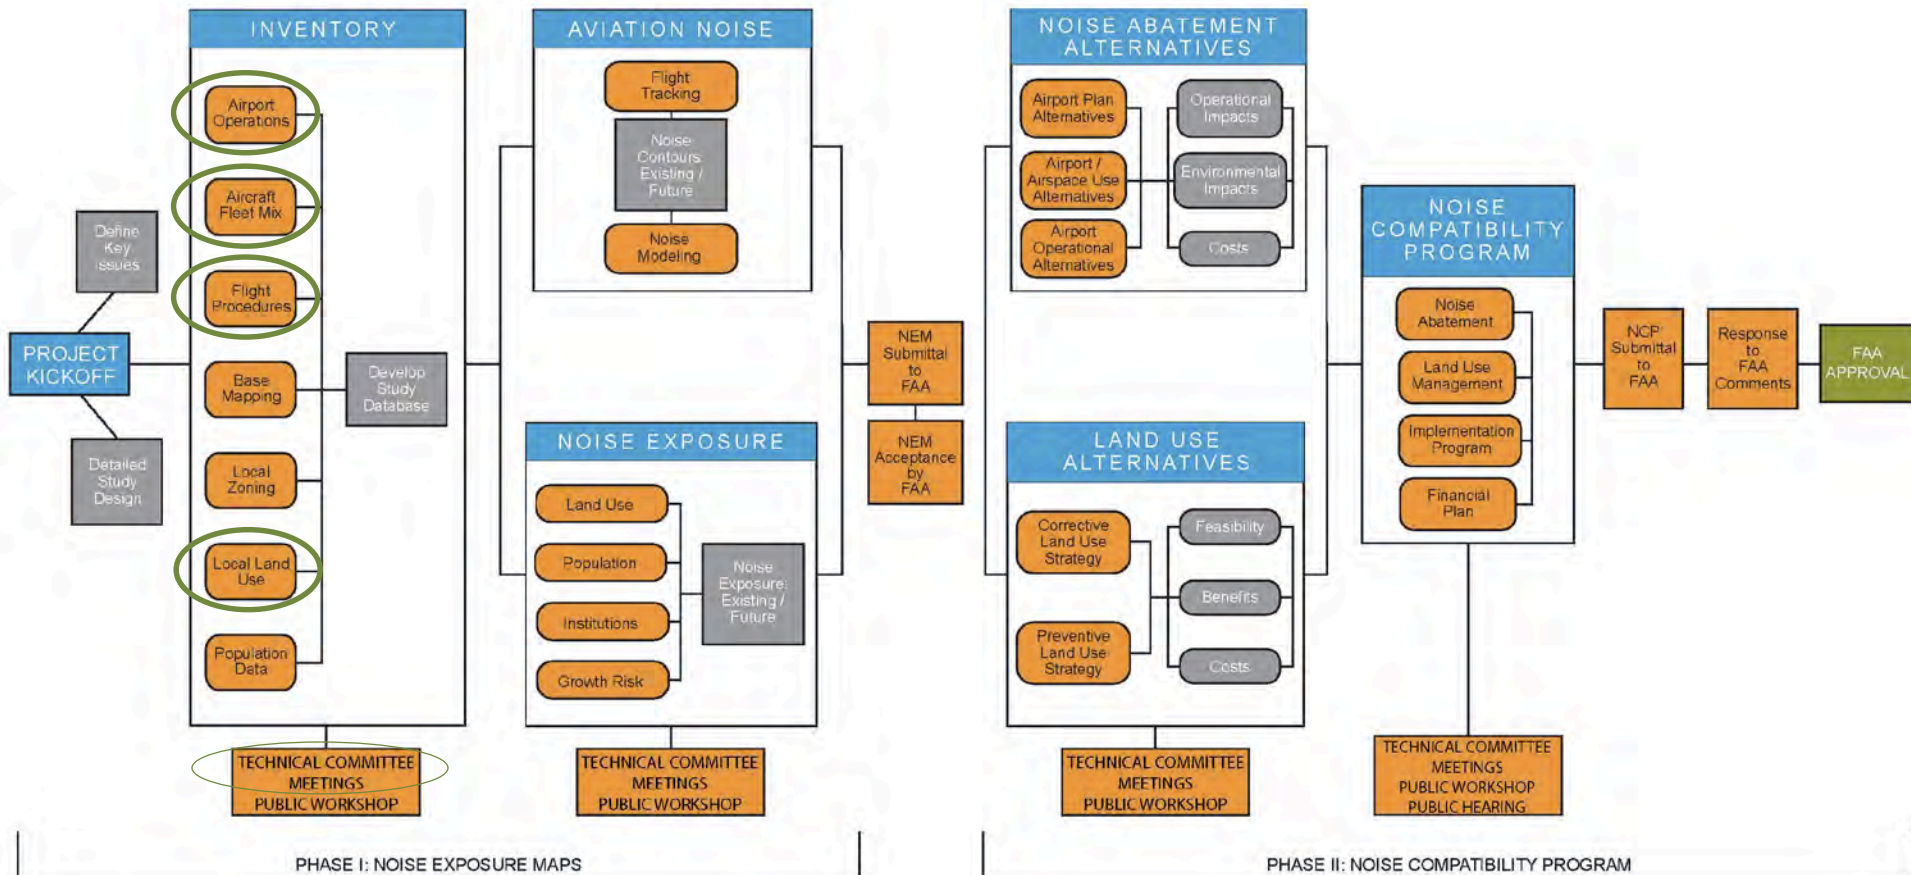 INVENTORY
Airport
Operations
Aircraft
Fleet Mix
Flight
Procedures
Base
Mapping
Local
Zoning
Local Land
Use
Population
Data
Develop
Study
Database
Define
Key
Issues
PROJECT
KICKOFF
Detailed
Study
Design
TECHNICAL COMMITTEE
MEETINGS
PUBLIC WORKSHOP
AVIATION NOISE
Flight
Tracking
Noise
Contours:
Existing /
Future
Noise
Modeling
NOISE EXPOSURE
Land Use
Population
Institutions
Growth Risk
Noise
Exposure:
Existing /
Future
TECHNICAL COMMITTEE
MEETINGS
PUBLIC WORKSHOP
NEM
Submittal
to
FAA
NEM
Acceptance
by
FAA
NOISE ABATEMENT
ALTERNATIVES
Airport Plan
Alternatives
Airport /
Airspace Use
Alternatives
Airport
Operational
Alternatives
Operational
Impacts
Environmental
Impacts
Costs
LAND USE
ALTERNATIVES
Corrective
Land Use
Strategy
Preventive
Land Use
Strategy
Feasibility
Benefits
Costs
TECHNICAL COMMITTEE
MEETINGS
PUBLIC WORKSHOP
NOISE
COMPATIBILITY
PROGRAM
Noise
Abatement
Land Use
Management
Implementation
Program
Financial
Plan
TECHNICAL COMMITTEE
MEETINGS
PUBLIC WORKSHOP
PUBLIC HEARING
NCP
Submittal
to
FAA
Response
to
FAA
Comments
FAA
APPROVAL
PHASE I: NOISE EXPOSURE MAPS
PHASE II: NOISE COMPATIBILITY PROGRAM